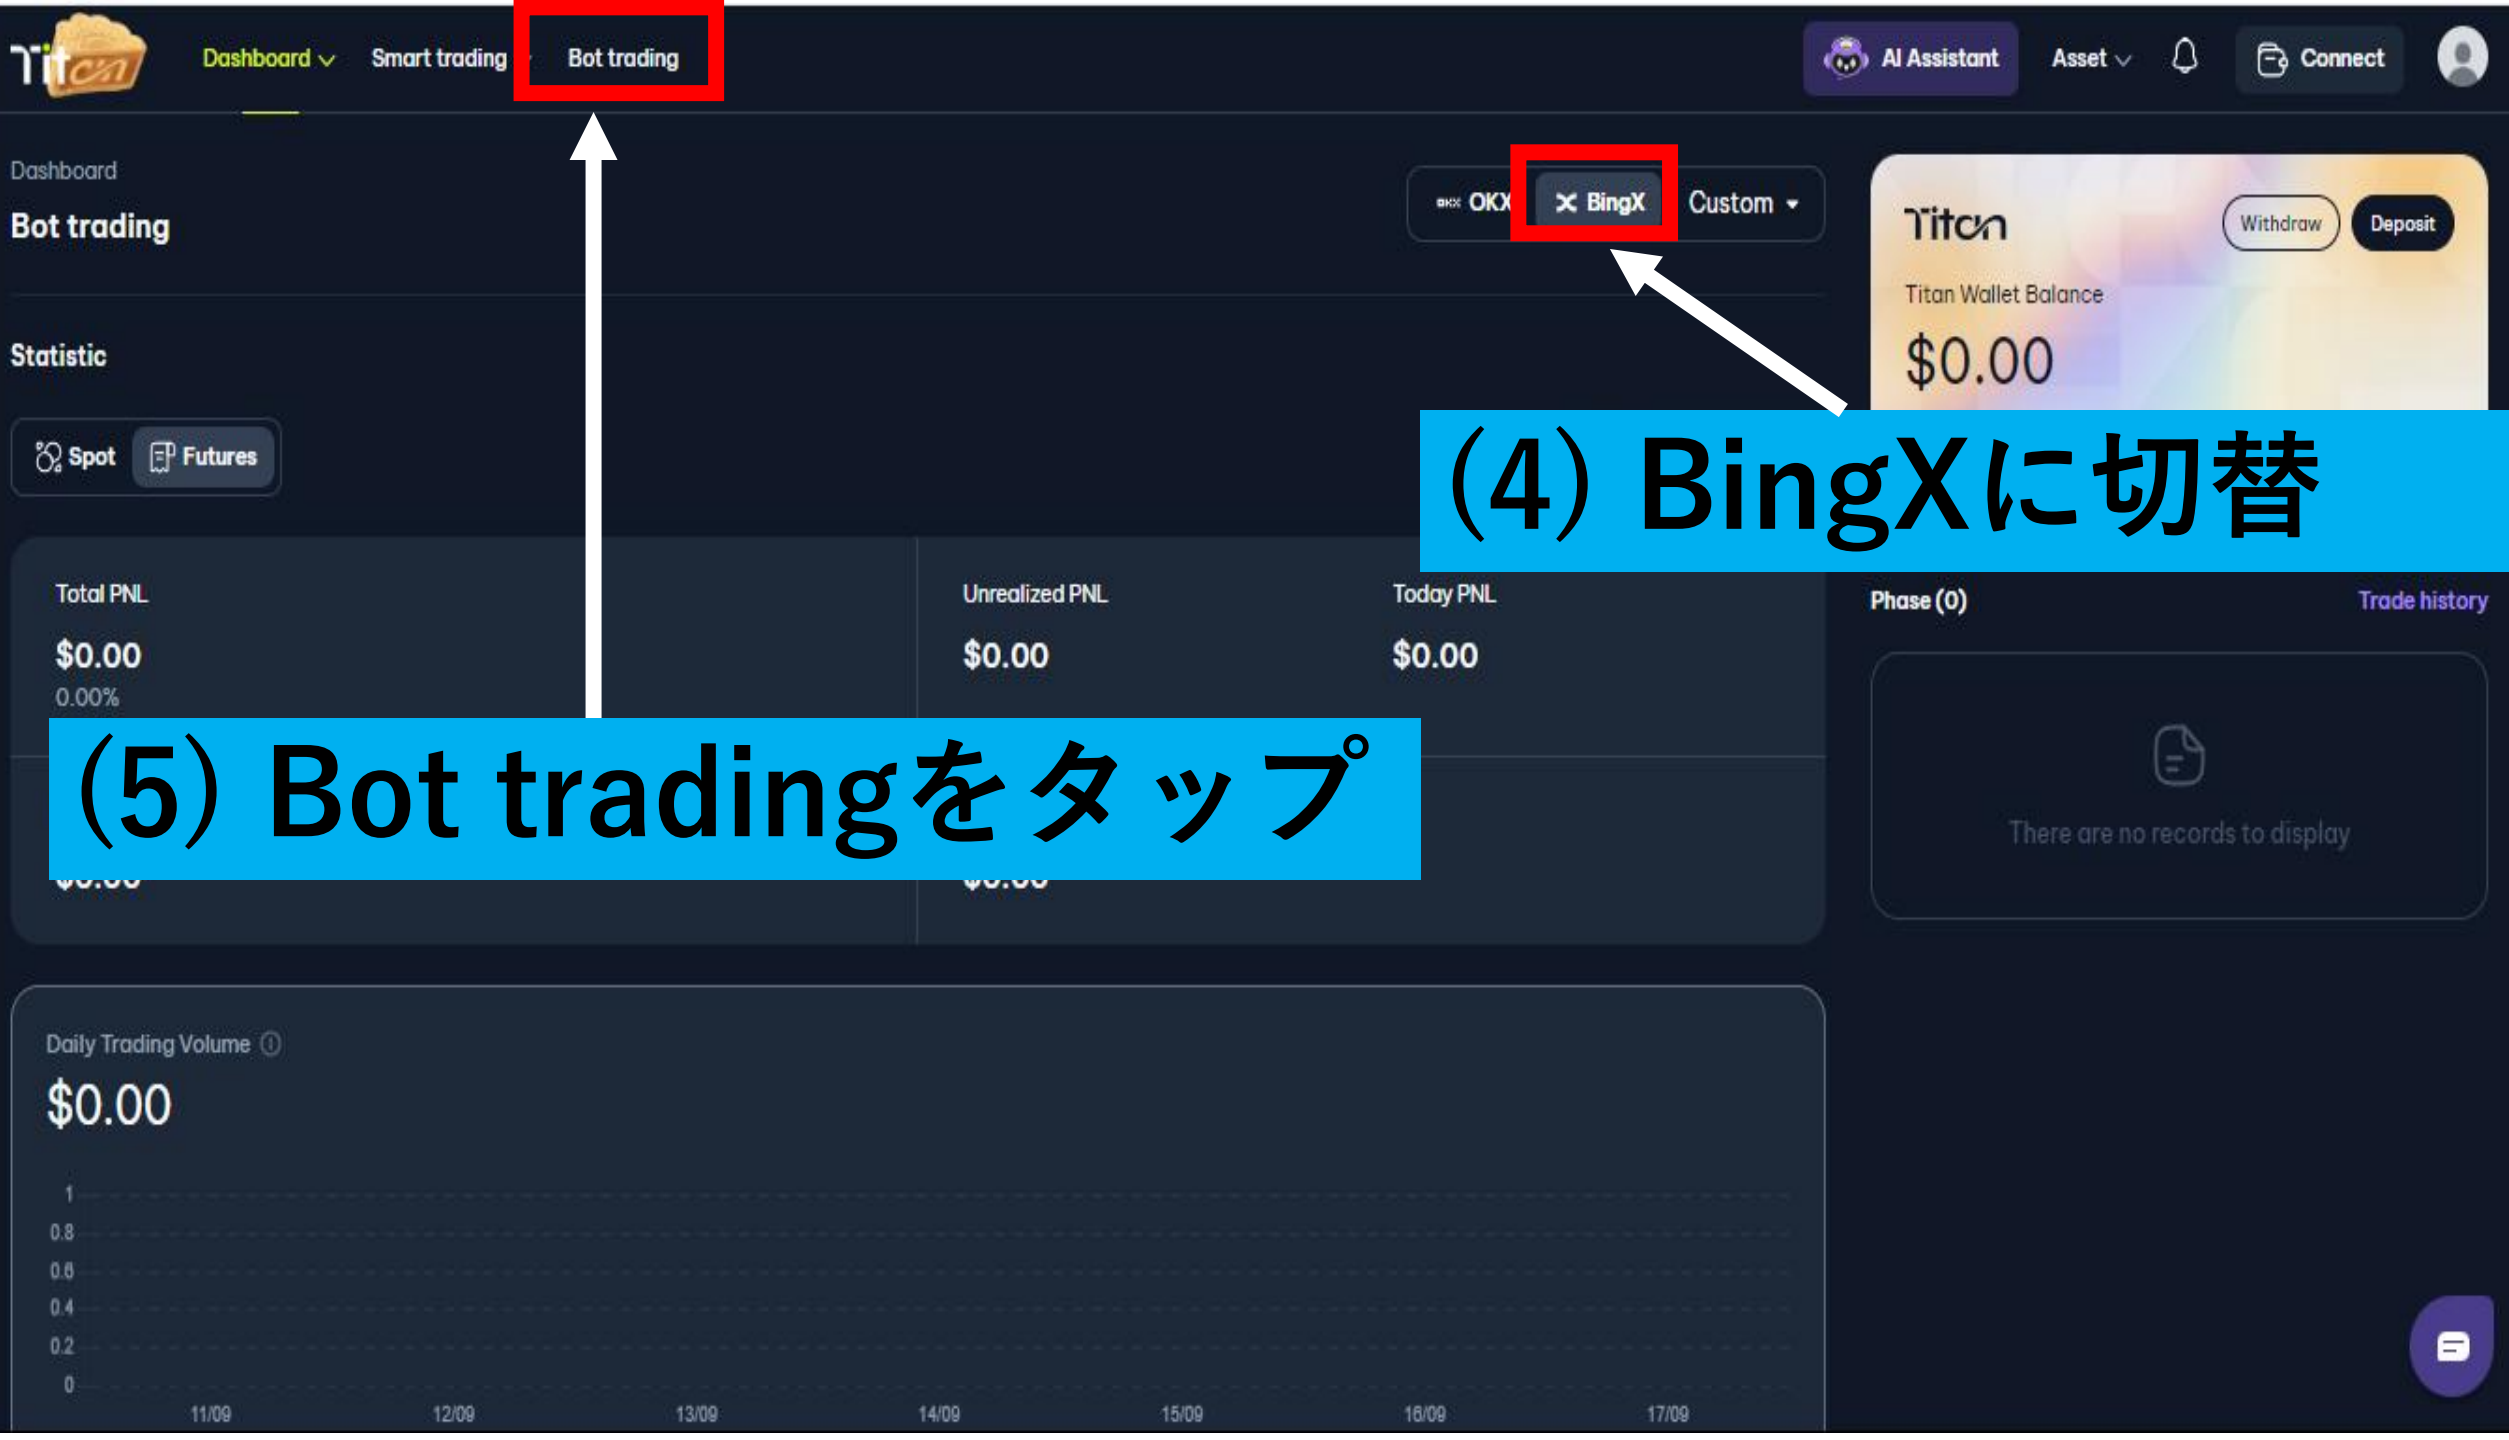 Titan
Dashboard
Smart trading
Bot trading
AI Assistant
Asset
Connect
Dashboard
Bot trading
OKX
BingX
Custom
Titan
Withdraw
Deposit
Titan Wallet Balance
$0.00
Statistic
Spot
Futures
(4) BingXに切替
Total PNL
$0.00
0.00%
Unrealized PNL
$0.00
Today PNL
$0.00
Phase (0)
Trade history
There are no records to display
(5) Bot tradingをタップ
$0.00
$0.00
Daily Trading Volume
$0.00
1
0.8
0.6
0.4
0.2
0
11/09
12/09
13/09
14/09
15/09
16/09
17/09